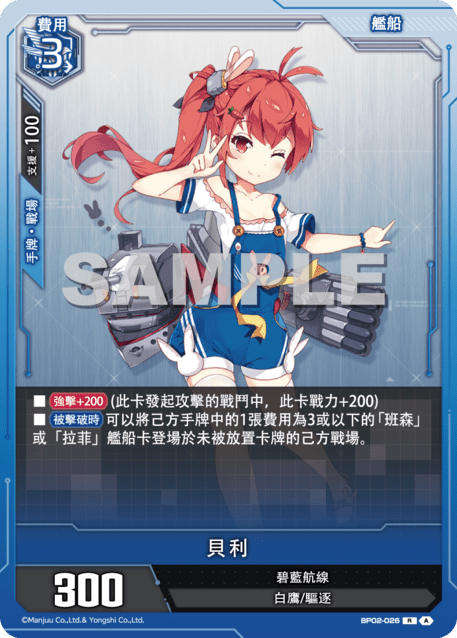 費用
3
艦船
支援+100
手牌·戰場
SAMPLE
■ 強擊+200 (此卡發起攻擊的戰鬥中，此卡戰力+200)
■ 被擊破時 可以將己方手牌中的1張費用為3或以下的「班森」
或「拉菲」艦船卡登場於未被放置卡牌的己方戰場。
貝利
300
碧藍航線
白鷹/驅逐
©Manjuu Co.,Ltd.& Yongshi Co.,Ltd.
BP02-026 R A